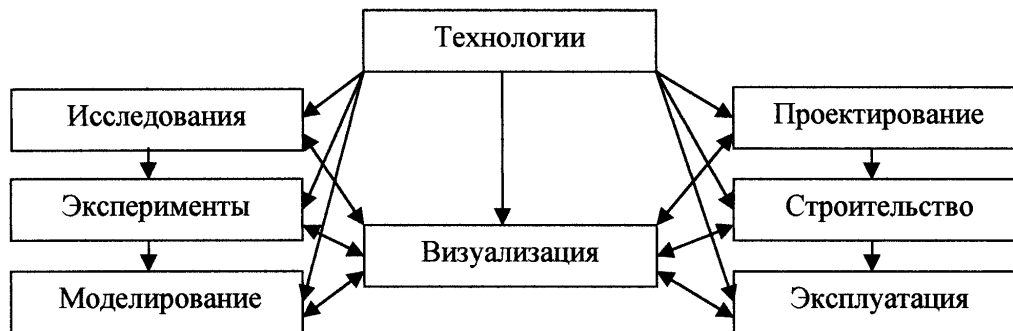 Технологии
Исследования
Проектирование
Эксперименты
Строительство
Визуализация
Моделирование
Эксплуатация